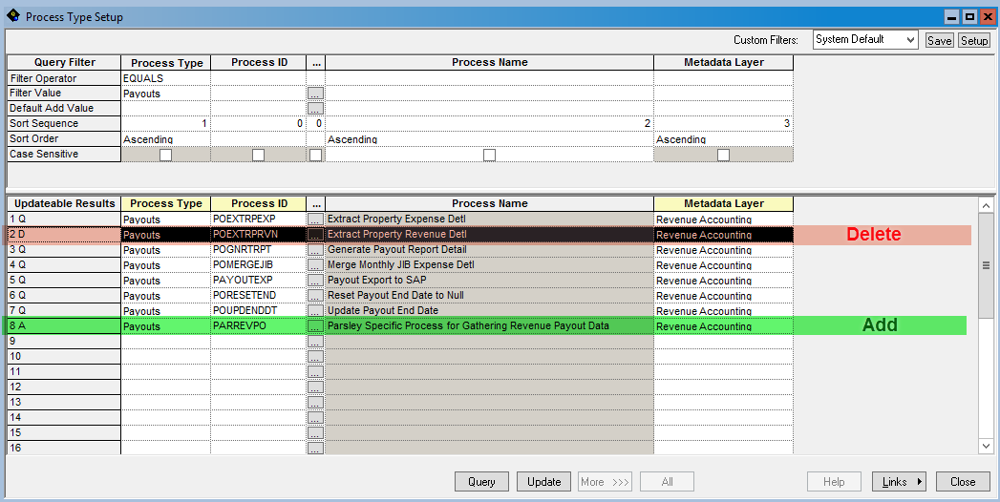 Process Type Setup
Custom Filters: System Default Save Setup
Query Filter Process Type Process ID ... Process Name Metadata Layer
Filter Operator EQUALS
Filter Value Payouts ...
Default Add Value ...
Sort Sequence 1 0 0 2 3
Sort Order Ascending Ascending Ascending
Case Sensitive
Updateable Results Process Type Process ID ... Process Name Metadata Layer
1 Q Payouts POEXTRPEXP ... Extract Property Expense Detl Revenue Accounting
2 D Payouts POEXTRPRVN ... Extract Property Revenue Detl Revenue Accounting Delete
3 Q Payouts POGNRTRPT ... Generate Payout Report Detail Revenue Accounting
4 Q Payouts POMERGEJIB ... Merge Monthly JIB Expense Detl Revenue Accounting
5 Q Payouts PAYOUTEXP ... Payout Export to SAP Revenue Accounting
6 Q Payouts PORESETEND ... Reset Payout End Date to Null Revenue Accounting
7 Q Payouts POUPDENDDT ... Update Payout End Date Revenue Accounting
8 A Payouts PARREVPO ... Parsley Specific Process for Gathering Revenue Payout Data Revenue Accounting Add
9 ...
10 ...
11 ...
12 ...
13 ...
14 ...
15 ...
16 ...
Query Update More >>> All Help Links Close